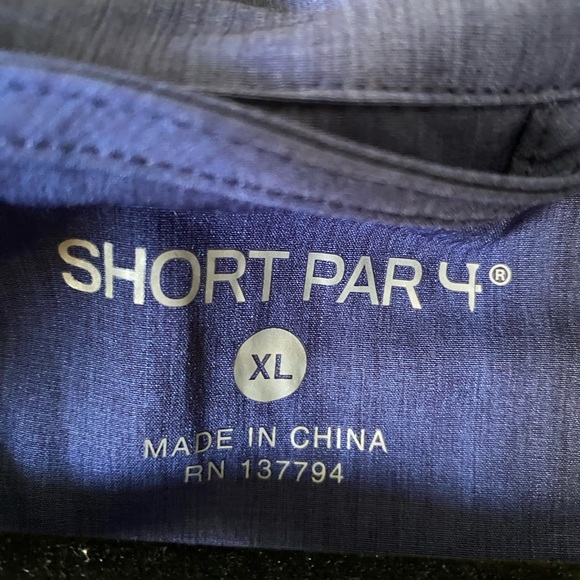 SHORT PAR 4®
XL
MADE IN CHINA
RN 137794